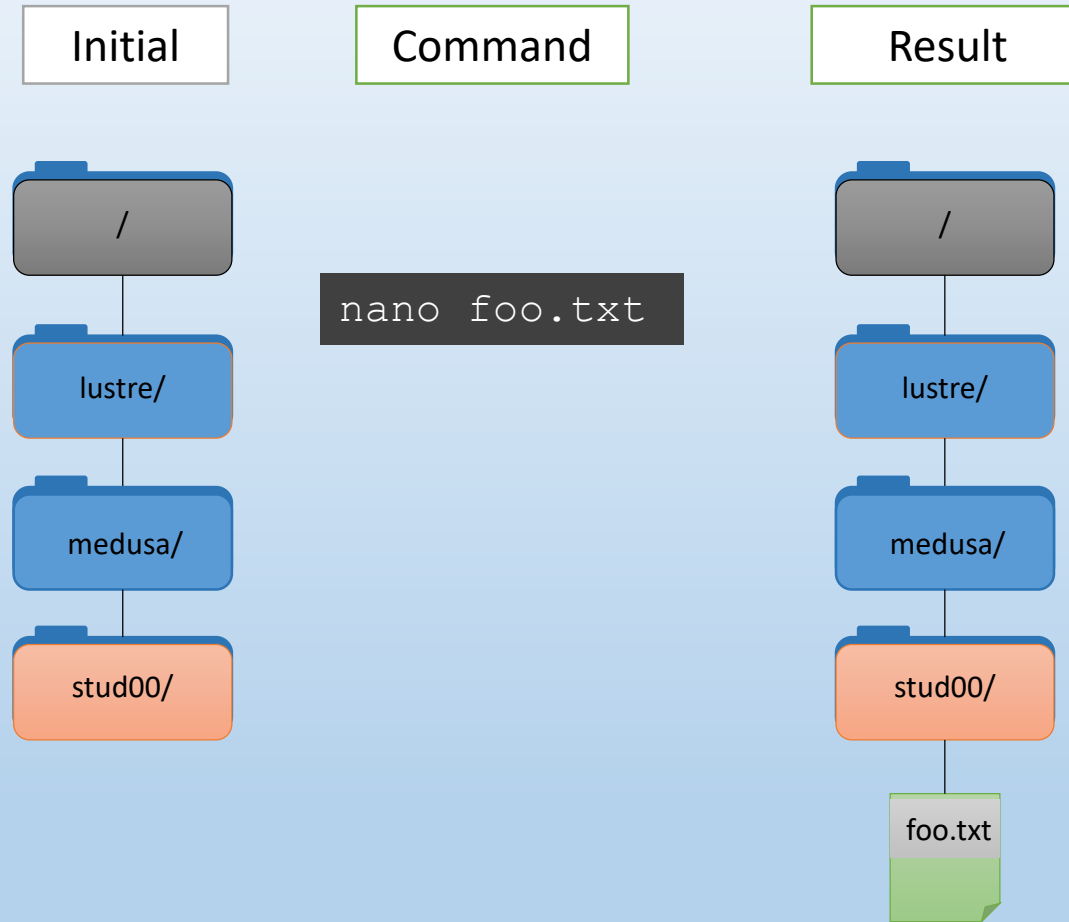 Initial
Command
Result
/
lustre/
medusa/
stud00/
nano foo.txt
/
lustre/
medusa/
stud00/
foo.txt